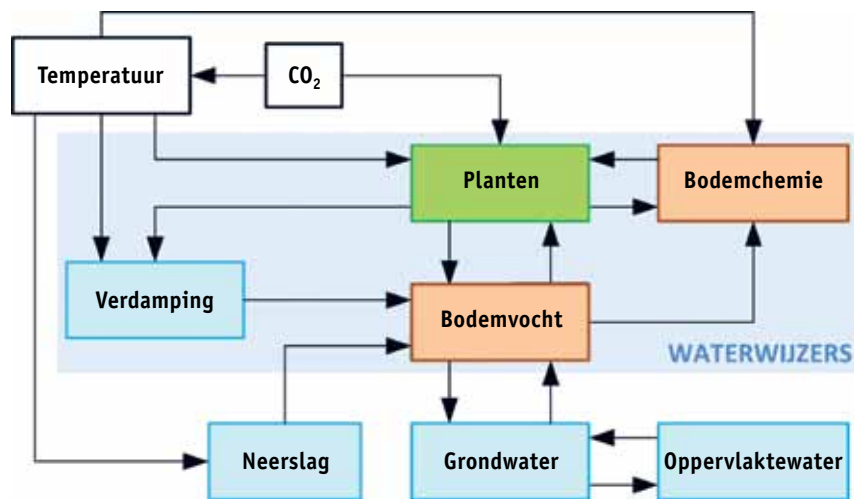 Temperatuur
CO₂
Planten
Bodemchemie
Verdamping
Bodemvocht
WATERWIJZERS
Neerslag
Grondwater
Oppervlaktewater